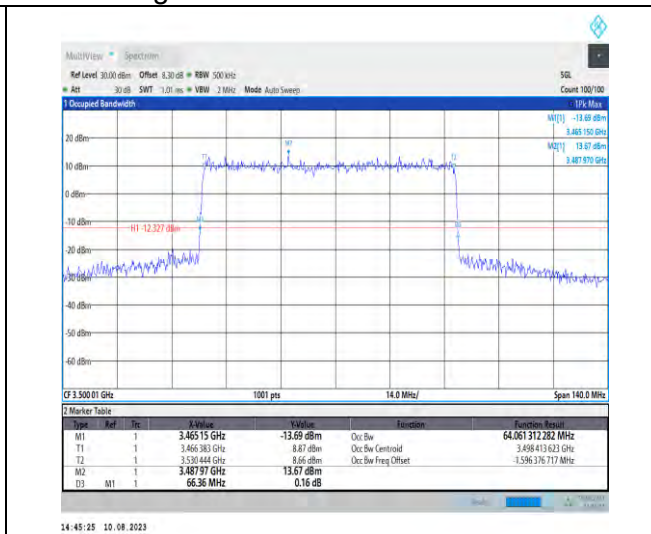 MultiView Spectrum
Ref Level 30.00 dBm Offset 8.30 dB RBW 500 kHz SGL
Att 30 dB SWT 1.01 ms VBW 2 MHz Mode Auto Sweep Count 100/100
1 Occupied Bandwidth 1Pk Max
M1[1] -13.69 dBm
3.465 150 GHz
M2[1] 13.67 dBm
3.487 970 GHz
20 dBm
M2
T1 T2
10 dBm
0 dBm
-10 dBm
H1 -12.327 dBm
-20 dBm
-30 dBm
-40 dBm
-50 dBm
-60 dBm
CF 3.500 01 GHz 1001 pts 14.0 MHz/ Span 140.0 MHz
2 Marker Table
Type Ref Trc X-Value Y-Value Function Function Result
M1 1 3.465 15 GHz -13.69 dBm Occ Bw 64.061 312 282 MHz
T1 1 3.466 383 GHz 8.87 dBm Occ Bw Centroid 3.498 413 623 GHz
T2 1 3.530 444 GHz 8.66 dBm Occ Bw Freq Offset -1.596 376 717 MHz
M2 1 3.487 97 GHz 13.67 dBm
D3 M1 1 66.36 MHz 0.16 dB
14:45:25 10.08.2023